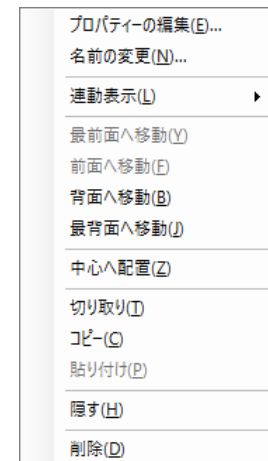 プロパティーの編集(E)...
名前の変更(N)...
連動表示(L)
最前面へ移動(Y)
前面へ移動(F)
背面へ移動(B)
最背面へ移動(J)
中心へ配置(Z)
切り取り(T)
コピー(C)
貼り付け(P)
隠す(H)
削除(D)